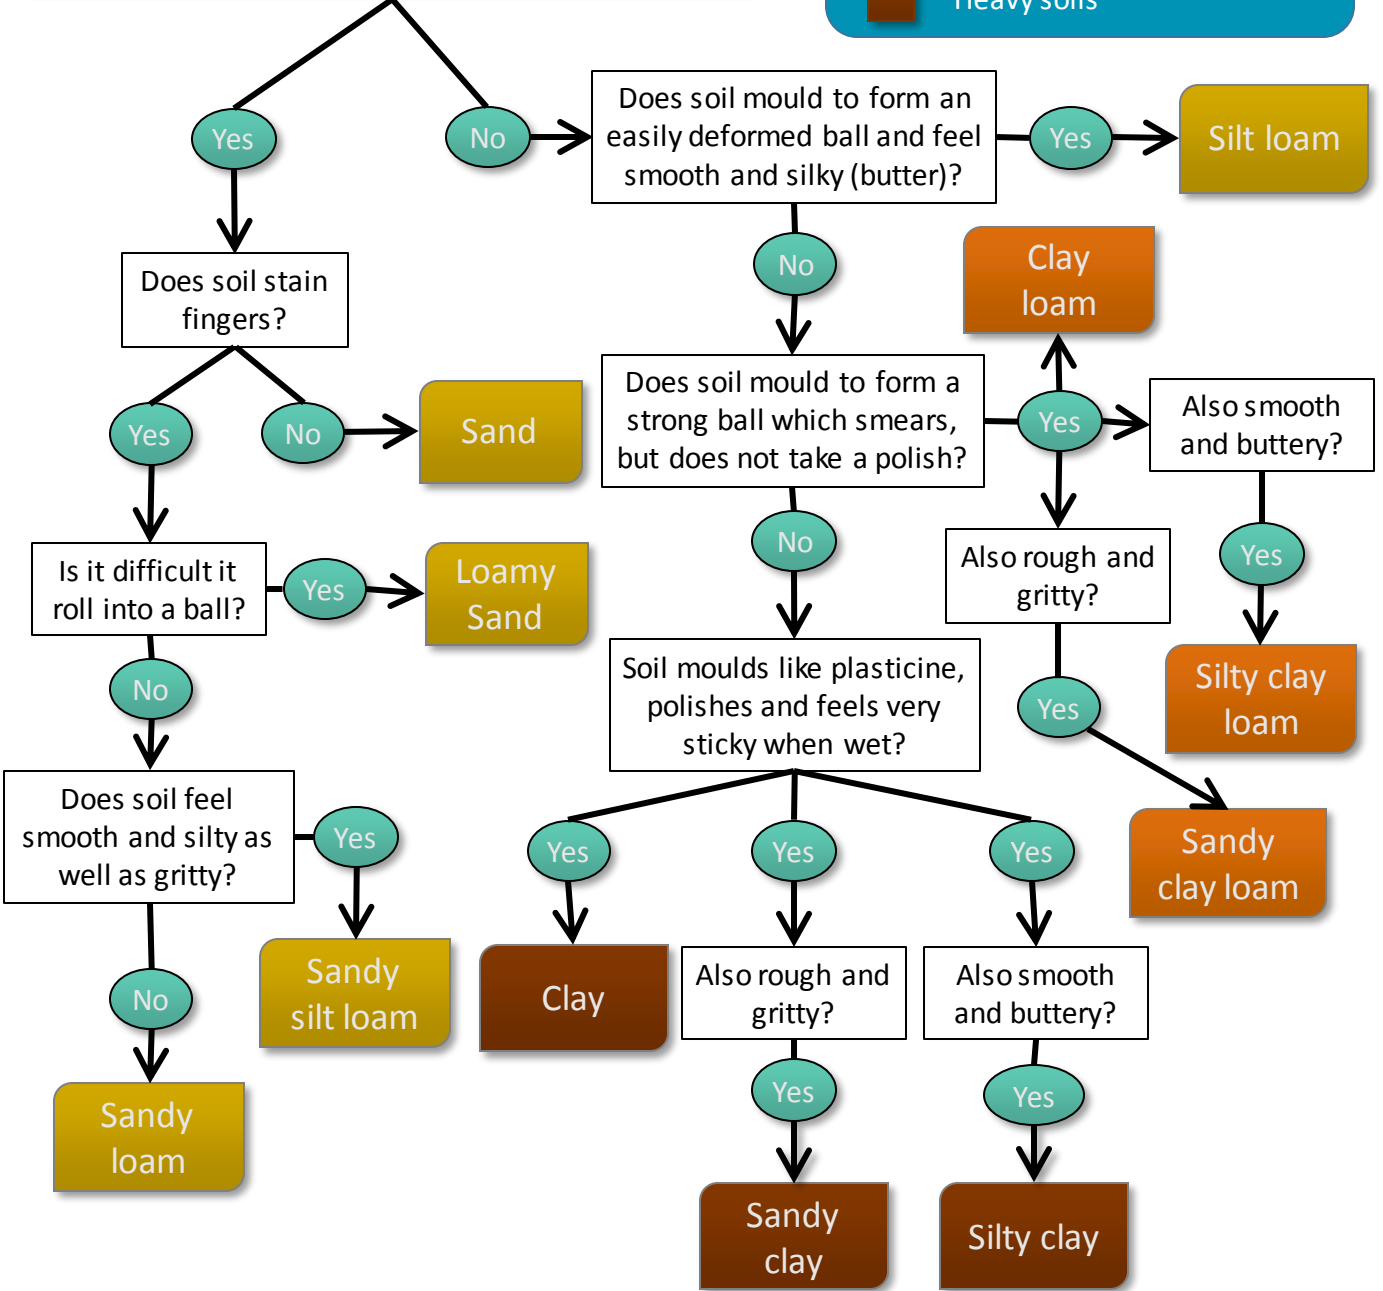 Heavy soils
Yes
No
Does soil mould to form an
easily deformed ball and feel
smooth and silky (butter)?
Yes
Silt loam
No
Clay
loam
Does soil stain
fingers?
Yes
No
Sand
Does soil mould to form a
strong ball which smears,
but does not take a polish?
Yes
Also smooth
and buttery?
No
Also rough and
gritty?
Yes
Is it difficult it
roll into a ball?
Yes
Loamy
Sand
No
Soil moulds like plasticine,
polishes and feels very
sticky when wet?
Yes
Silty clay
loam
Does soil feel
smooth and silty as
well as gritty?
Yes
Yes
Yes
Yes
Sandy
clay loam
No
Sandy
silt loam
Clay
Also rough and
gritty?
Also smooth
and buttery?
Yes
Yes
Sandy
loam
Sandy
clay
Silty clay